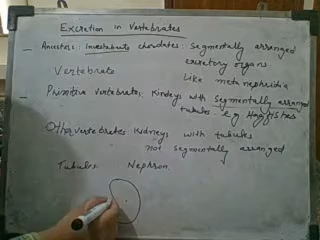 Excretion in Vertebrates
– Ancestors: Invertebrate chordates: Segmentally arranged
excretory organs
Vertebrate Like metanephridia
– Primitive vertebrates: Kindeys with segmentally arranged
tubules e.g Hagfishes
Other vertebrates Kidneys with tubules
not segmentally arranged
Tubules Nephron